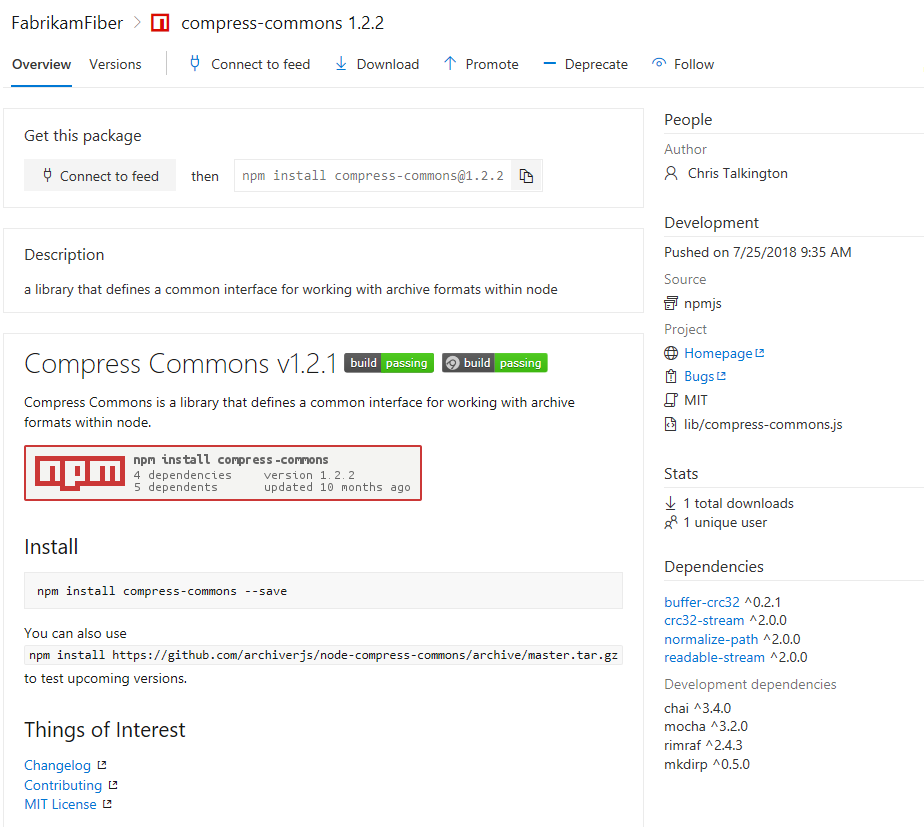 FabrikamFiber > compress-commons 1.2.2
Overview Versions Connect to feed Download Promote Deprecate Follow
Get this package
Connect to feed then npm install compress-commons@1.2.2
Description
a library that defines a common interface for working with archive formats within node
Compress Commons v1.2.1 build passing build passing
Compress Commons is a library that defines a common interface for working with archive
formats within node.
npm npm install compress-commons
4 dependencies version 1.2.2
5 dependents updated 10 months ago
Install
npm install compress-commons --save
You can also use
npm install https://github.com/archiverjs/node-compress-commons/archive/master.tar.gz
to test upcoming versions.
Things of Interest
Changelog
Contributing
MIT License
People
Author
Chris Talkington
Development
Pushed on 7/25/2018 9:35 AM
Source
npmjs
Project
Homepage
Bugs
MIT
lib/compress-commons.js
Stats
1 total downloads
1 unique user
Dependencies
buffer-crc32 ^0.2.1
crc32-stream ^2.0.0
normalize-path ^2.0.0
readable-stream ^2.0.0
Development dependencies
chai ^3.4.0
mocha ^3.2.0
rimraf ^2.4.3
mkdirp ^0.5.0